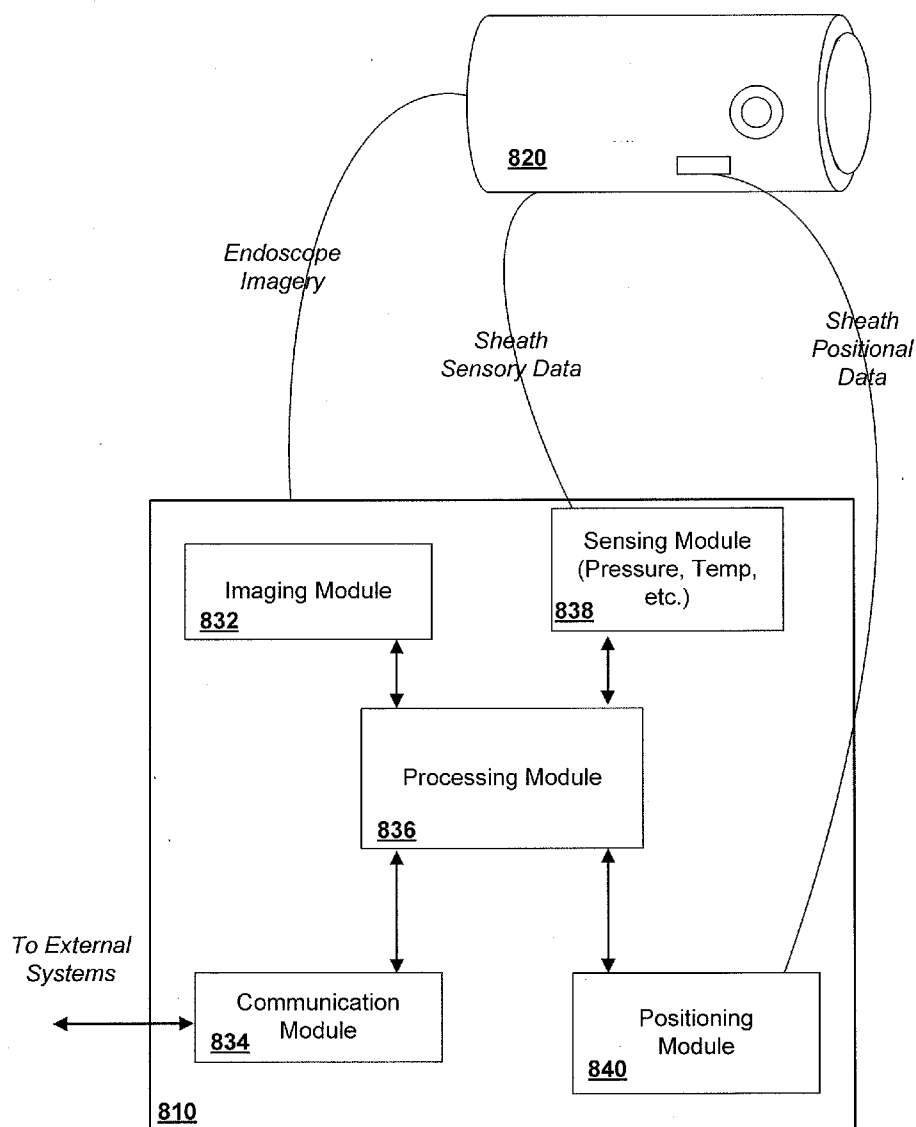 820
Endoscope
Imagery
Sheath
Sensory Data
Sheath
Positional
Data
Imaging Module
832
Sensing Module
(Pressure, Temp,
etc.)
838
Processing Module
836
To External
Systems
Communication
Module
834
Positioning
Module
840
810